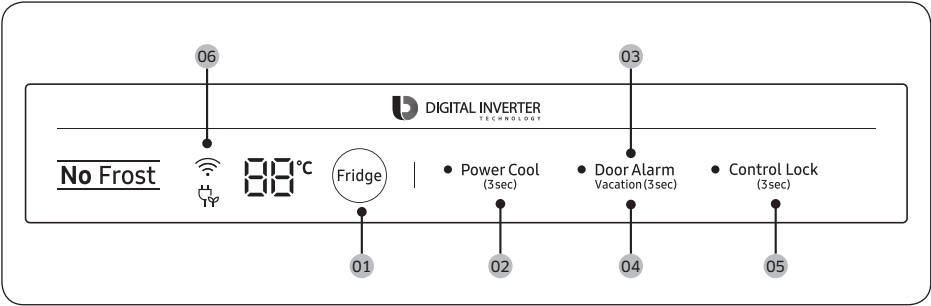 06
03
DIGITAL INVERTER
TECHNOLOGY
No Frost
88°C
Fridge
Power Cool
(3sec)
Door Alarm
Vacation (3sec)
Control Lock
(3sec)
01
02
04
05